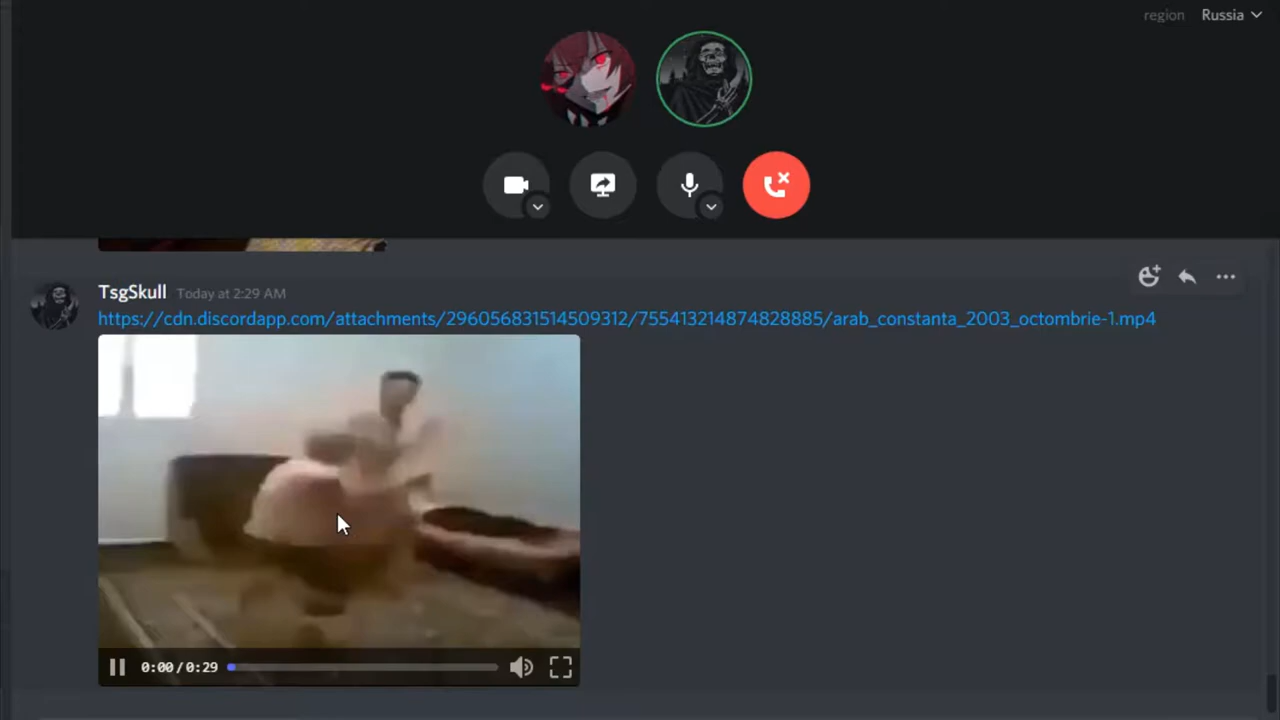 region Russia
TsgSkull Today at 2:29 AM
https://cdn.discordapp.com/attachments/296056831514509312/755413214874828885/arab_constanta_2003_octombrie-1.mp4
0:00/0:29